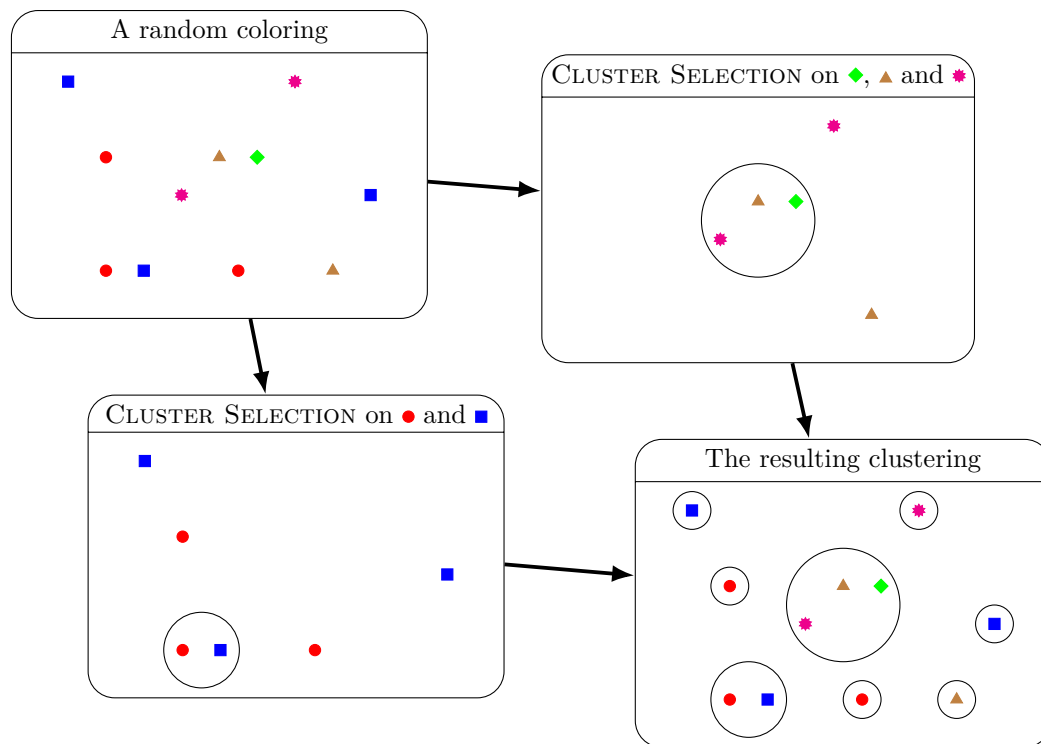 A random coloring
CLUSTER SELECTION on ◆, ▲ and ✸
CLUSTER SELECTION on ● and ■
The resulting clustering